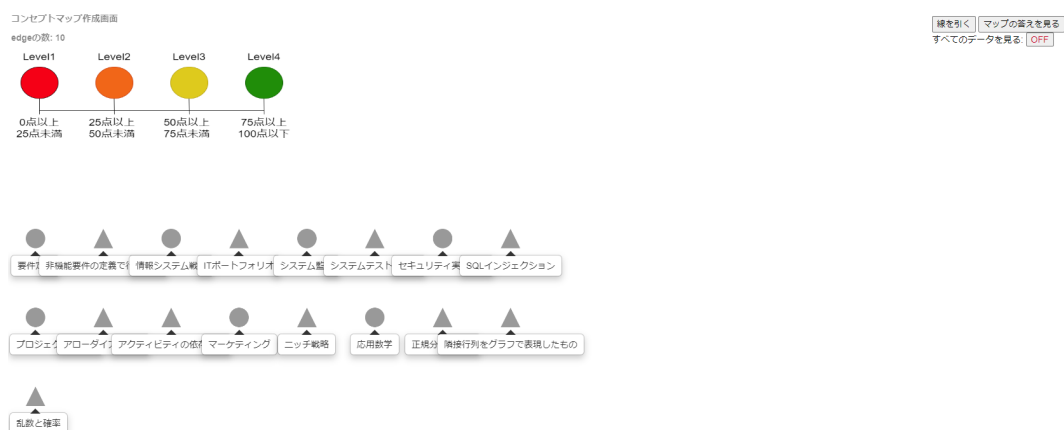 コンセプトマップ作成画面
線を引く マップの答えを見る
edgeの数: 10
すべてのデータを見る: OFF
Level1 Level2 Level3 Level4
0点以上 25点以上 50点以上 75点以上
25点未満 50点未満 75点未満 100点以下
要件 非機能要件の定義で 情報システム戦 ITポートフォリオ システム監 システムテスト セキュリティ実 SQLインジェクション
プロジェク アローダイア アクティビティの依存 マーケティング ニッチ戦略 応用数学 正規分 隣接行列をグラフで表現したもの
乱数と確率